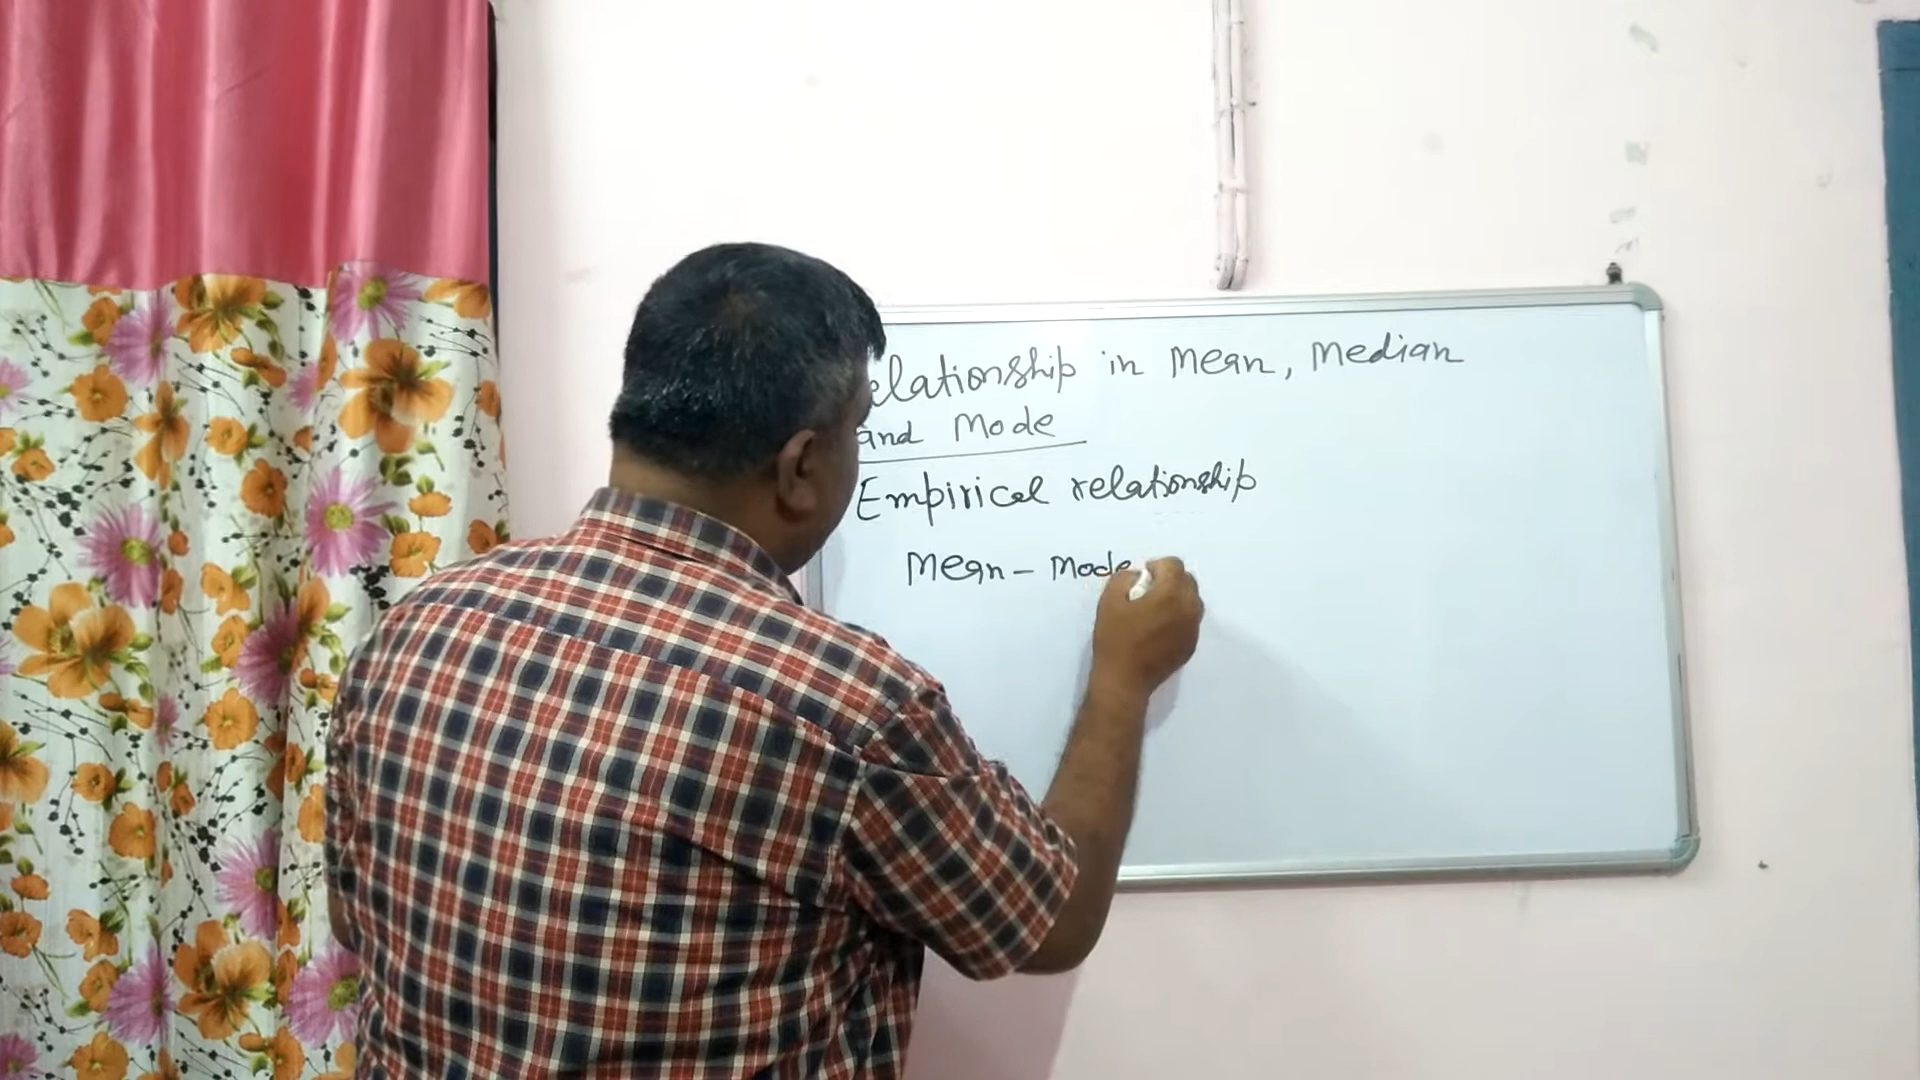 elationship in Mean, Median
and Mode
Empirical relationship
Mean - Mode